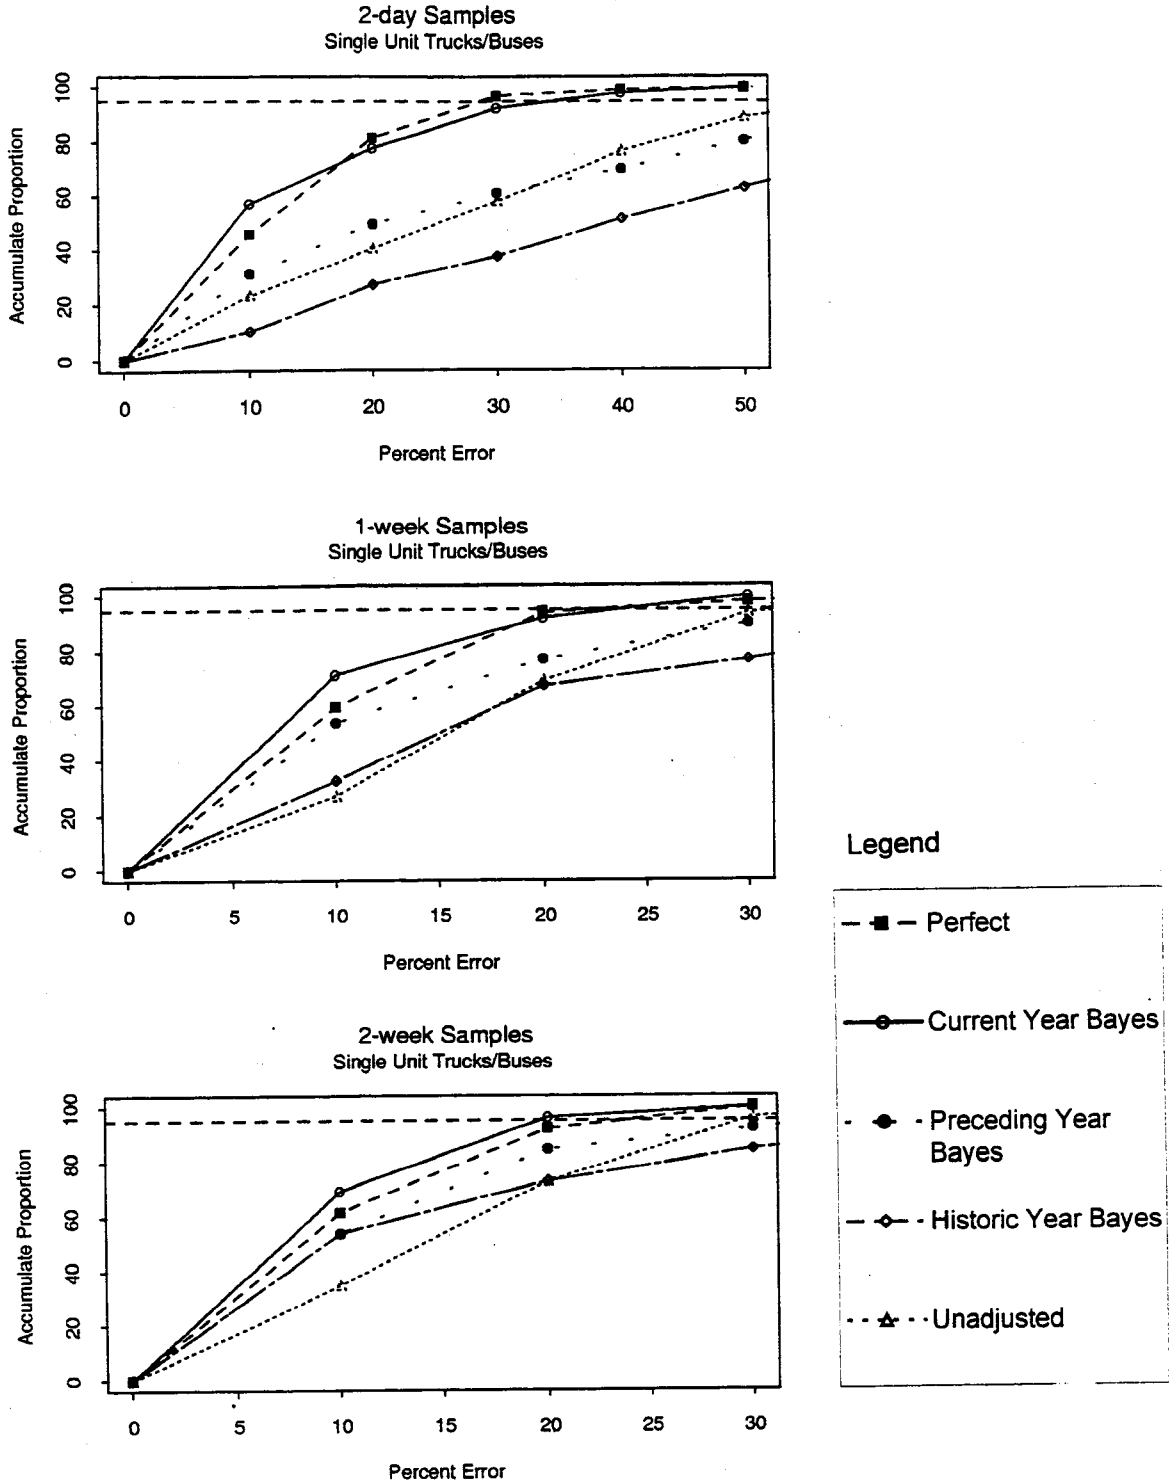 2-day Samples
Single Unit Trucks/Buses
100
80
60
40
20
0
Accumulate Proportion
0 10 20 30 40 50
Percent Error
1-week Samples
Single Unit Trucks/Buses
100
80
60
40
20
0
Accumulate Proportion
0 5 10 15 20 25 30
Percent Error
2-week Samples
Single Unit Trucks/Buses
100
80
60
40
20
0
Accumulate Proportion
0 5 10 15 20 25 30
Percent Error
Legend
Perfect
Current Year Bayes
Preceding Year
Bayes
Historic Year Bayes
Unadjusted